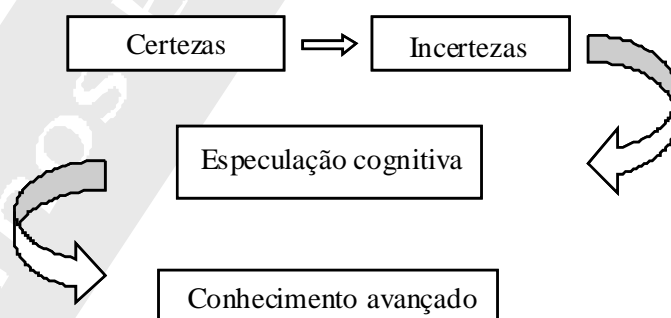 Certezas
Incertezas
Especulação cognitiva
Conhecimento avançado